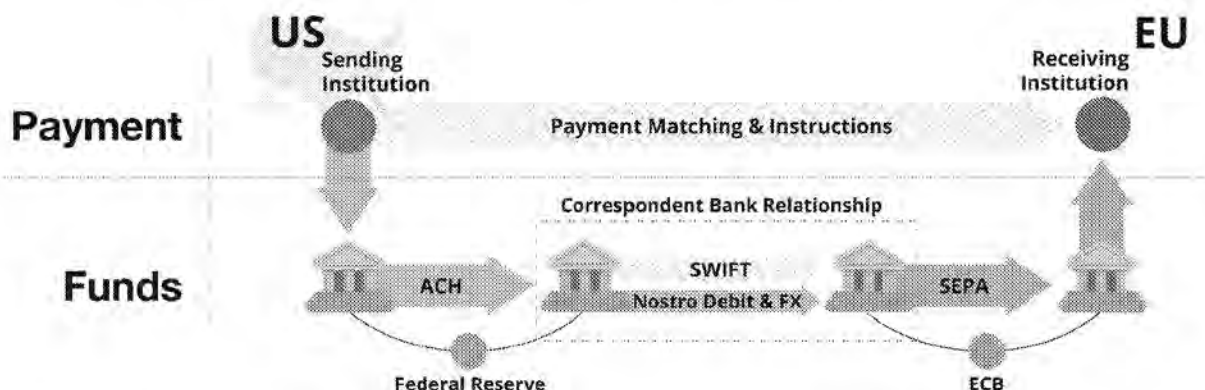 US
EU
Sending
Institution
Receiving
Institution
Payment
Payment Matching & Instructions
Correspondent Bank Relationship
Funds
ACH
SWIFT
Nostro Debit & FX
SEPA
Federal Reserve
ECB